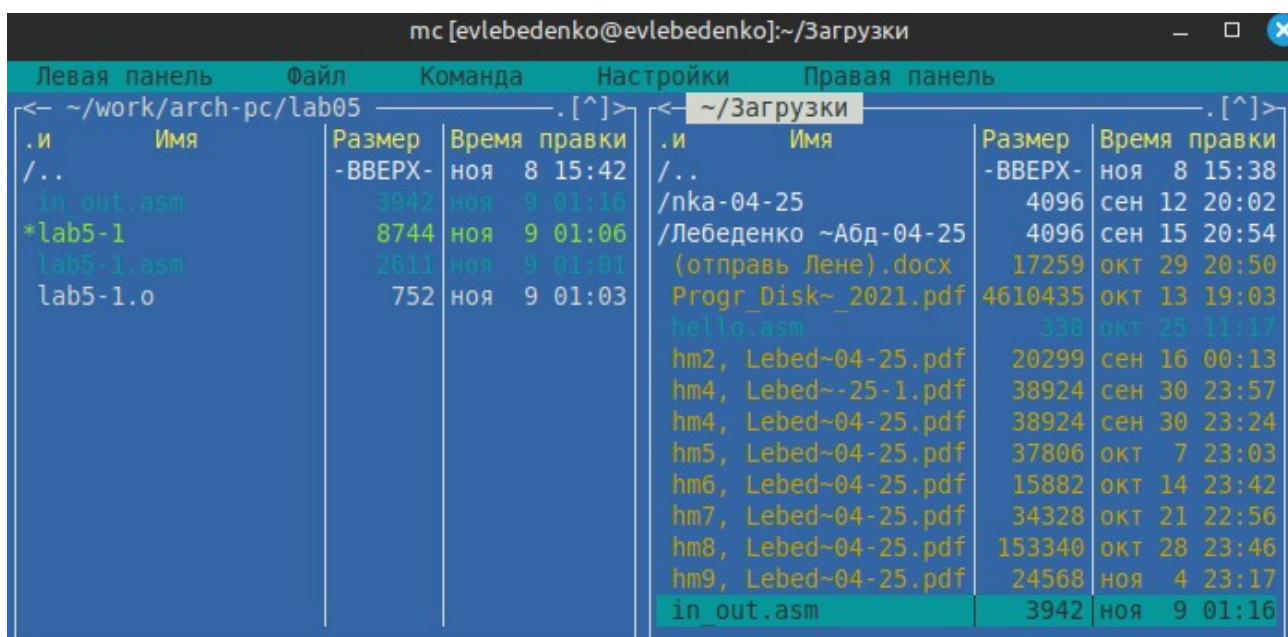 mc [evlebedenko@evlebedenko]:~/Загрузки
Левая панель Файл Команда Настройки Правая панель
<— ~/work/arch-pc/lab05 .[^]>
.и Имя Размер Время правки
/.. -ВВЕРХ- ноя 8 15:42
in_out.asm 3942 ноя 9 01:16
*lab5-1 8744 ноя 9 01:06
lab5-1.asm 2611 ноя 9 01:01
lab5-1.o 752 ноя 9 01:03
<— ~/Загрузки .[^]>
.и Имя Размер Время правки
/.. -ВВЕРХ- ноя 8 15:38
/nka-04-25 4096 сен 12 20:02
/Лебеденко ~Абд-04-25 4096 сен 15 20:54
(отправь Лене).docx 17259 окт 29 20:50
Progr_Disk~_2021.pdf 4610435 окт 13 19:03
hello.asm 338 окт 25 11:17
hm2, Lebed~04-25.pdf 20299 сен 16 00:13
hm4, Lebed~-25-1.pdf 38924 сен 30 23:57
hm4, Lebed~04-25.pdf 38924 сен 30 23:24
hm5, Lebed~04-25.pdf 37806 окт 7 23:03
hm6, Lebed~04-25.pdf 15882 окт 14 23:42
hm7, Lebed~04-25.pdf 34328 окт 21 22:56
hm8, Lebed~04-25.pdf 153340 окт 28 23:46
hm9, Lebed~04-25.pdf 24568 ноя 4 23:17
in_out.asm 3942 ноя 9 01:16